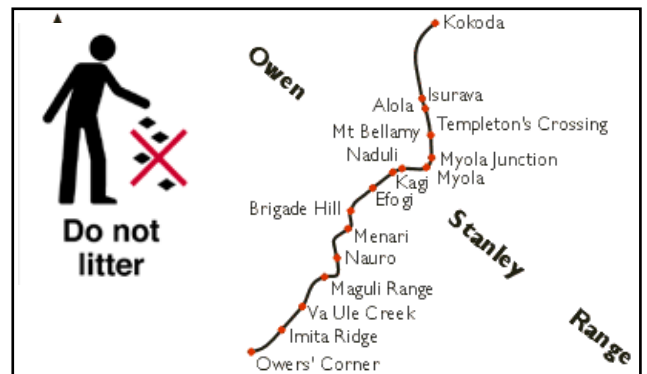 Do not
litter
Owen
Stanley
Range
Kokoda
Isurava
Alola
Templeton's Crossing
Mt Bellamy
Myola Junction
Naduli
Myola
Kagi
Efogi
Brigade Hill
Menari
Nauro
Maguli Range
Va Ule Creek
Imita Ridge
Owers' Corner